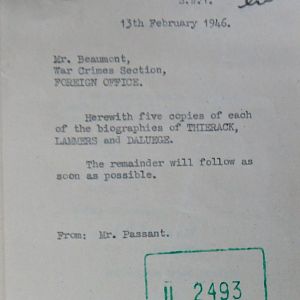 S.W.1.
13th February 1946.
Mr. Beaumont,
War Crimes Section,
FOREIGN OFFICE.
Herewith five copies of each
of the biographies of THIERACK,
LAMMERS and DALUEGE.
The remainder will follow as
soon as possible.
From: Mr. Passant.
U 2493